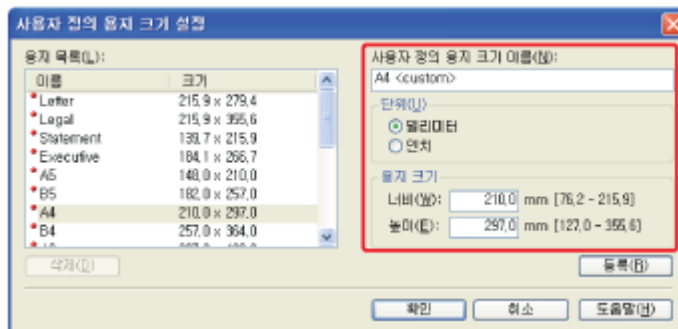 사용자 정의 용지 크기 설정
용지 목록(L):
이름 크기
Letter 215,9 x 279,4
Legal 215,9 x 355,6
Statement 139,7 x 215,9
Executive 184,1 x 266,7
A5 148,0 x 210,0
B5 182,0 x 257,0
A4 210,0 x 297,0
B4 257,0 x 364,0
삭제(D)
사용자 정의 용지 크기 이름(N):
A4 <custom>
단위(U)
밀리미터
인치
용지 크기
너비(W): 210,0 mm [76,2 - 215,9]
높이(E): 297,0 mm [127,0 - 355,6]
등록(R)
확인 취소 도움말(H)